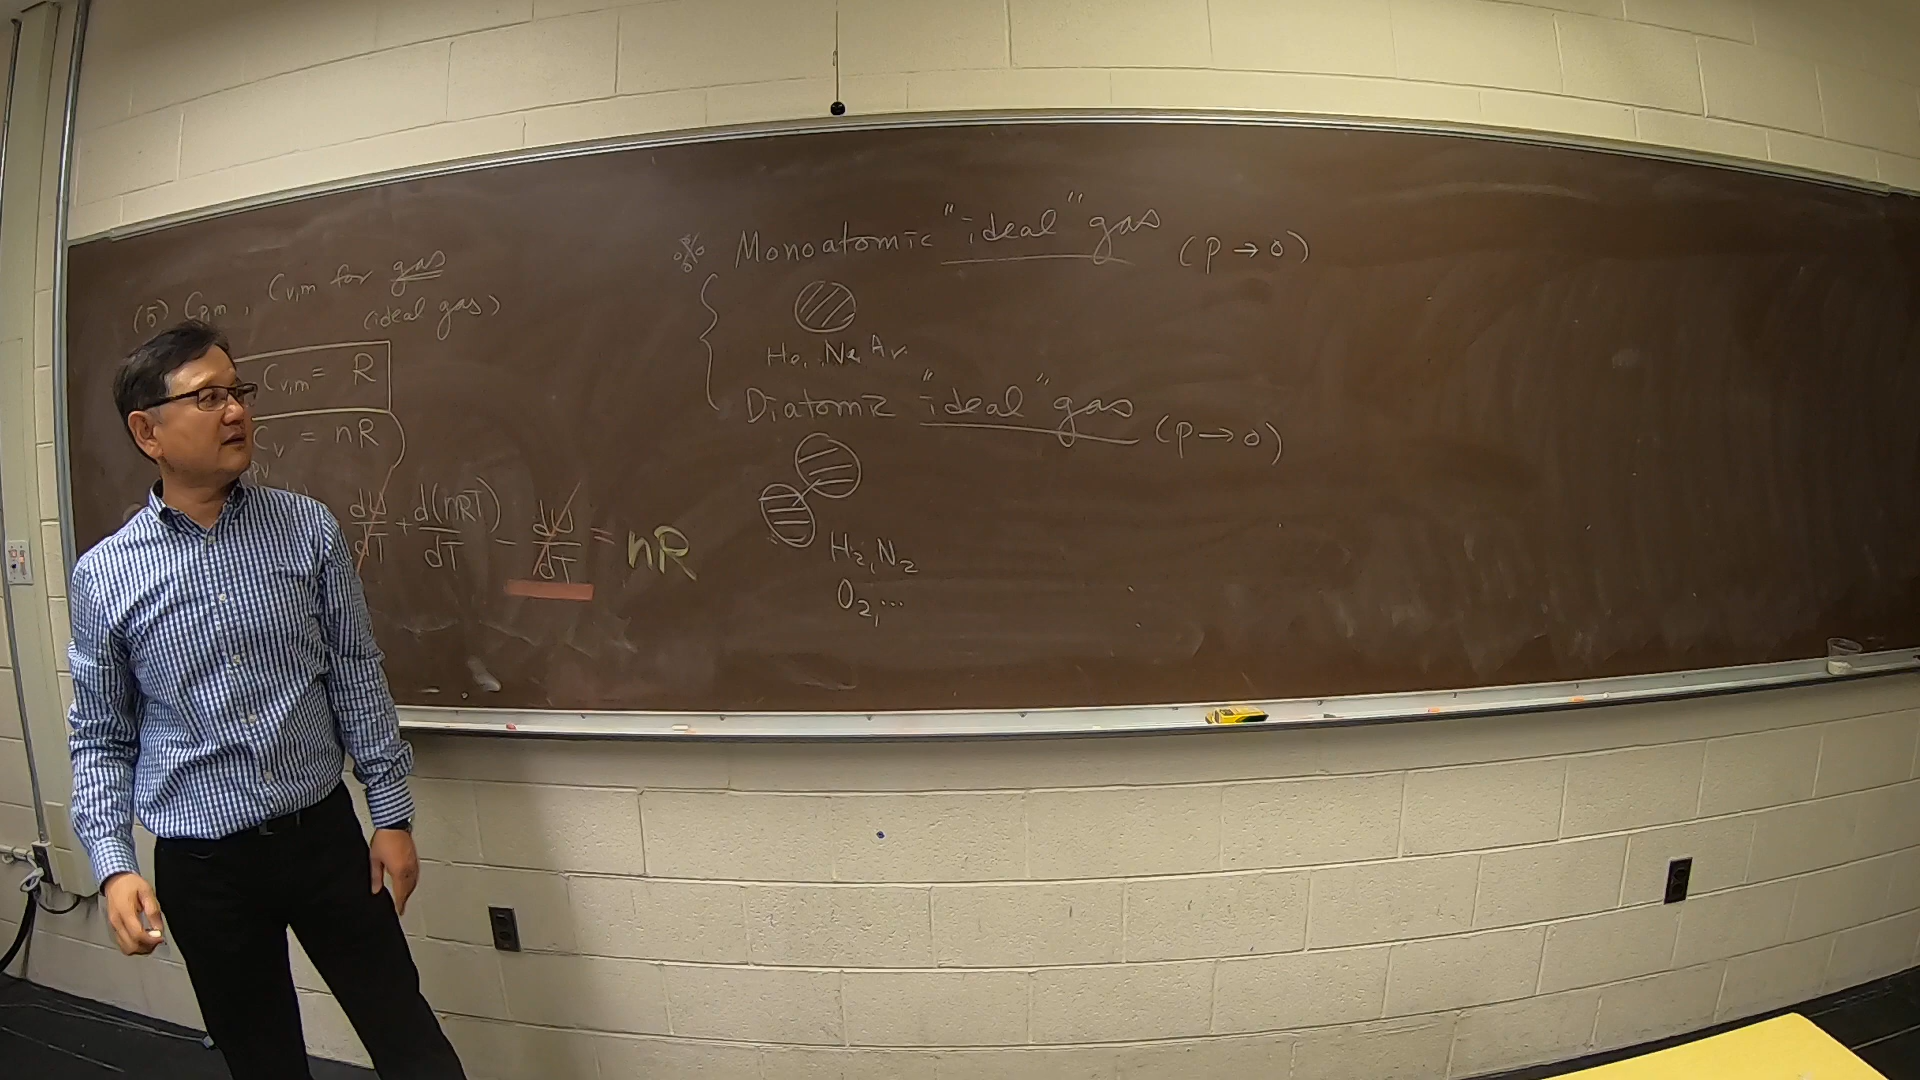 (5) Cp,m , Cv,m for gas
(ideal gas)
Cv,m = R
Cv = nR
dU/dT + d(nRT)/dT - dU/dT = nR
Monoatomic "ideal" gas (P → 0)
He, Ne, Ar
Diatomic "ideal" gas (P → 0)
H2, N2
O2, ...